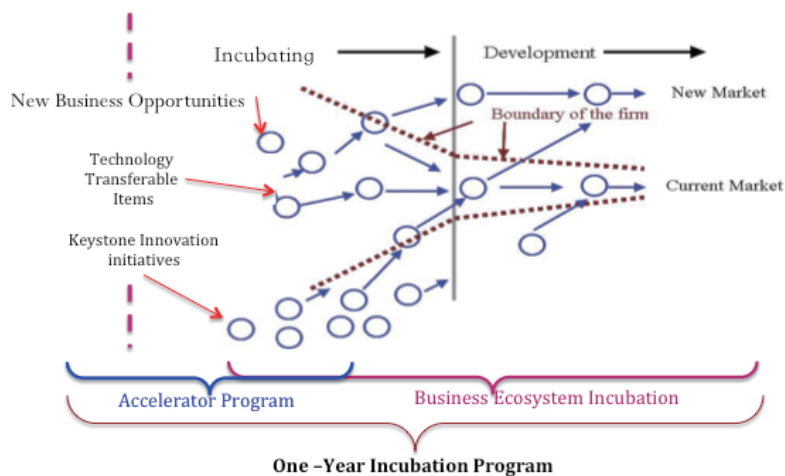 Incubating
Development
New Business Opportunities
New Market
Boundary of the firm
Technology
Transferable
Items
Current Market
Keystone Innovation
initiatives
Accelerator Program
Business Ecosystem Incubation
One –Year Incubation Program